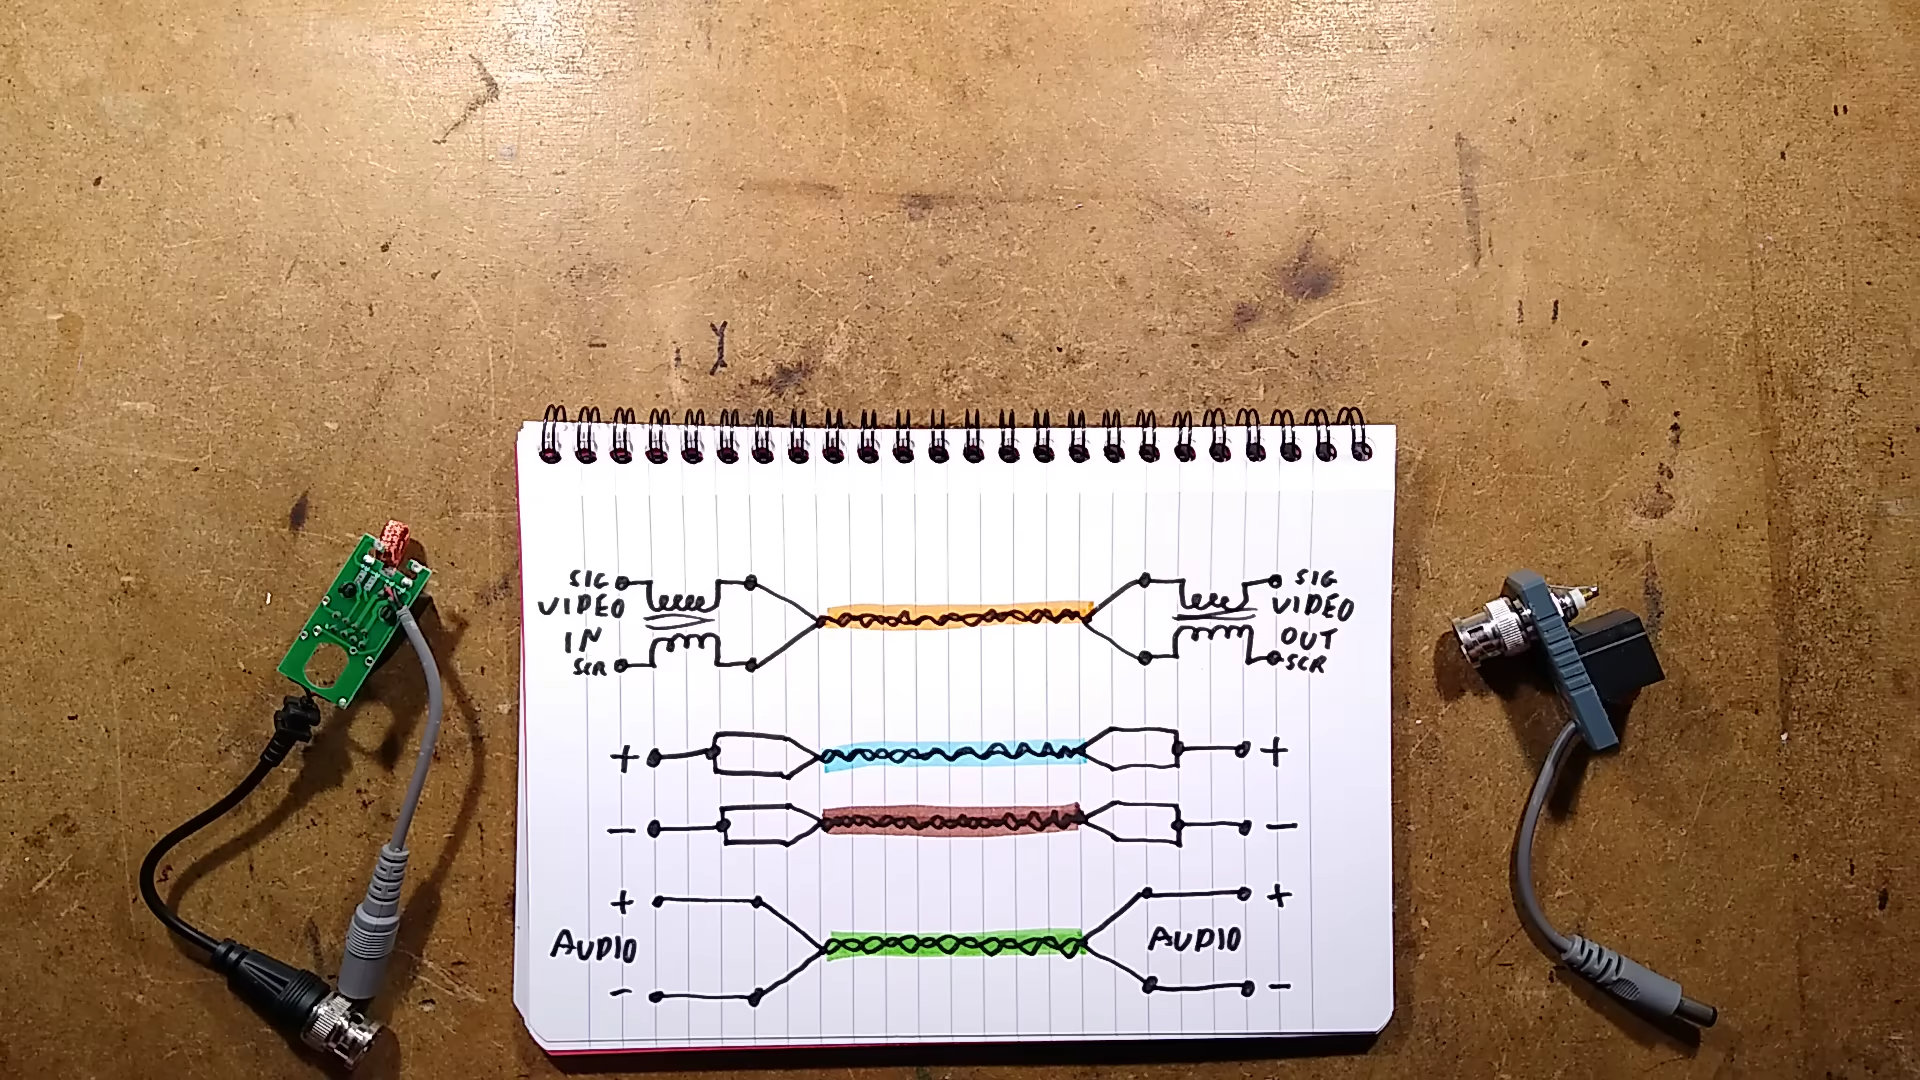 SIG SIG
VIDEO VIDEO
IN OUT
SCR SCR
+ +
− −
+ +
AUDIO AUDIO
- -